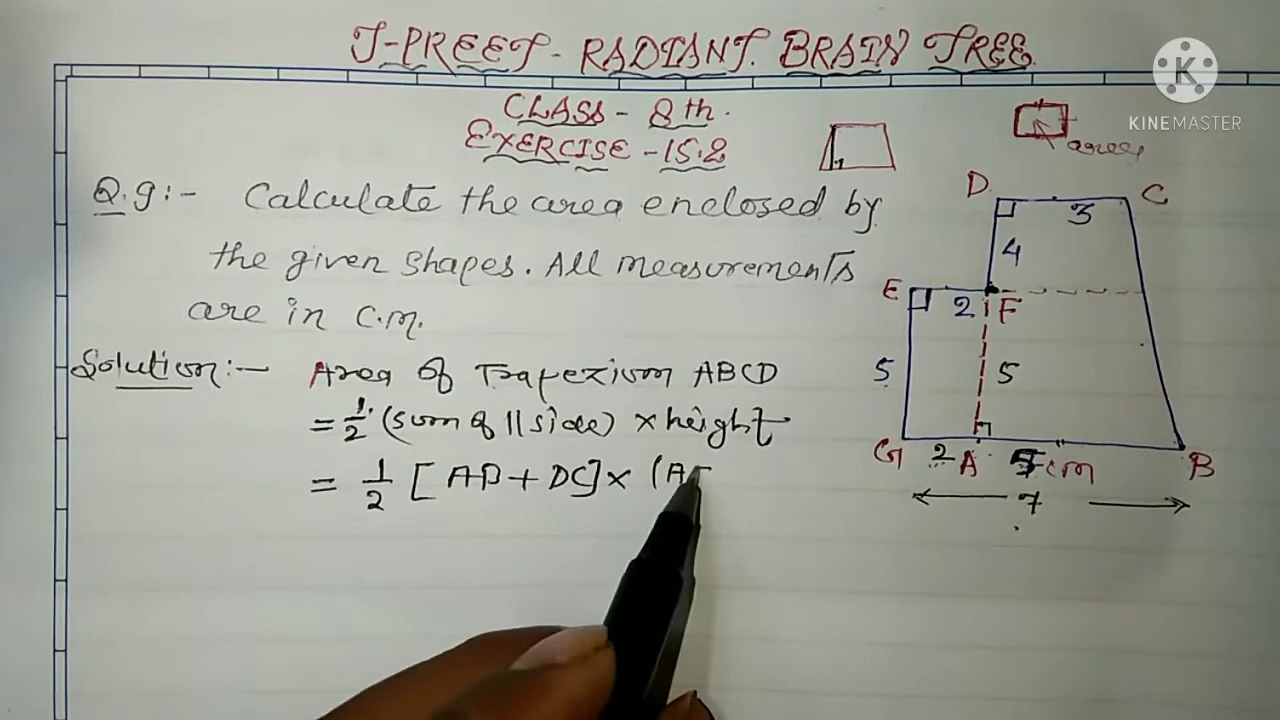 J-PREET-RADIANT. BRAIN TREE.
KINEMASTER
CLASS - 8th.
EXERCISE - 15.2
area
Q.9:- Calculate the area enclosed by
the given shapes. All measurements
are in C.M.
Solution:- Area of Trapezium ABCD
= 1/2 (sum of || side) × height
= 1/2 [AB + DC] × (A
D 3 C
4
E 2 F
5 5
G 2 A cm B
7